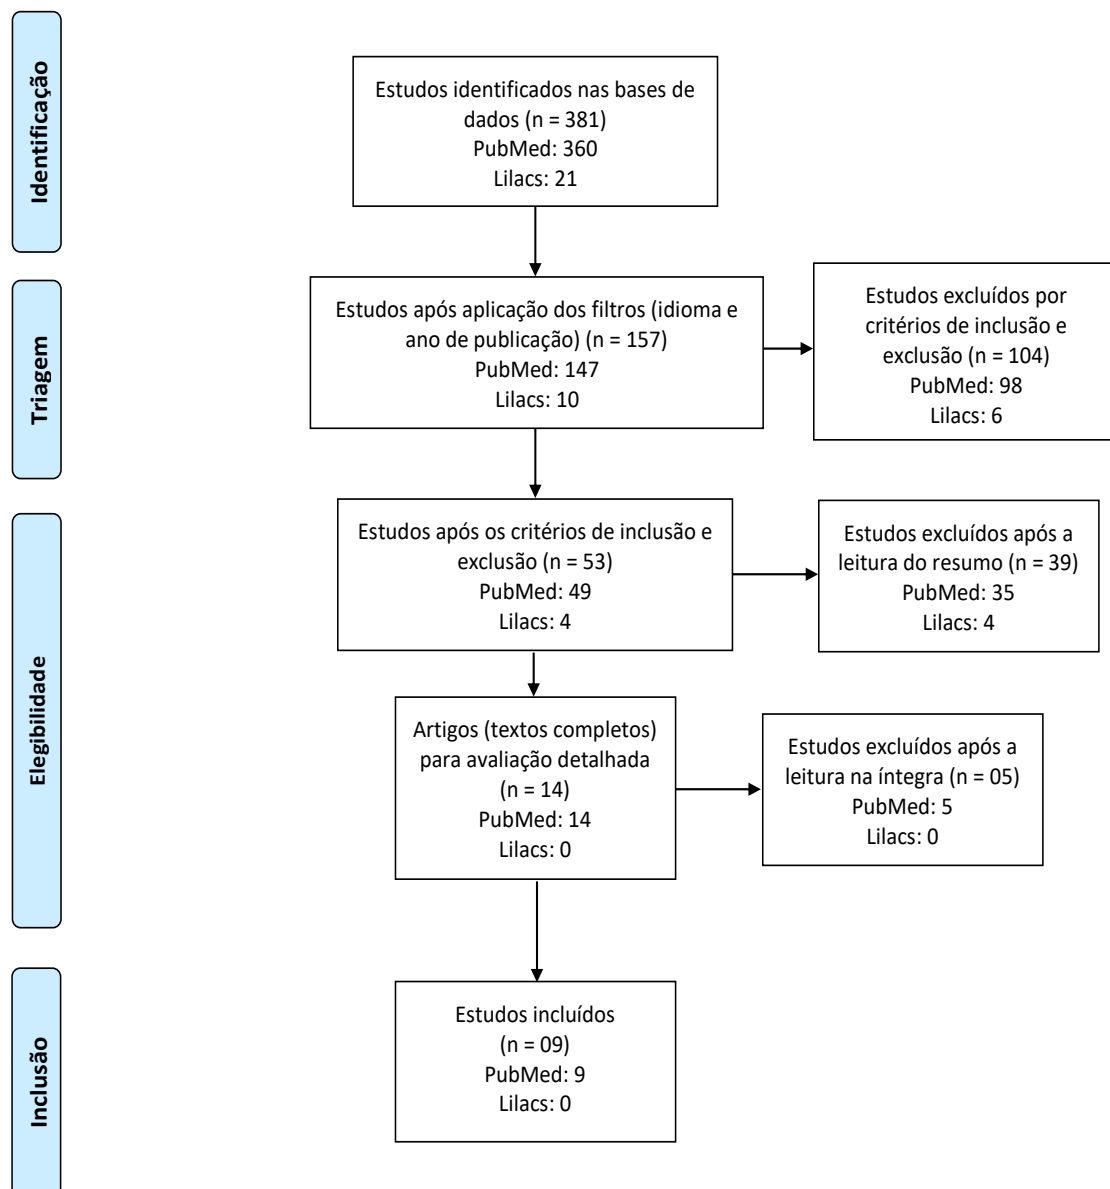 Identificação
Estudos identificados nas bases de
dados (n = 381)
PubMed: 360
Lilacs: 21
Triagem
Estudos após aplicação dos filtros (idioma e
ano de publicação) (n = 157)
PubMed: 147
Lilacs: 10
Estudos excluídos por
critérios de inclusão e
exclusão (n = 104)
PubMed: 98
Lilacs: 6
Elegibilidade
Estudos após os critérios de inclusão e
exclusão (n = 53)
PubMed: 49
Lilacs: 4
Estudos excluídos após a
leitura do resumo (n = 39)
PubMed: 35
Lilacs: 4
Artigos (textos completos)
para avaliação detalhada
(n = 14)
PubMed: 14
Lilacs: 0
Estudos excluídos após a
leitura na íntegra (n = 05)
PubMed: 5
Lilacs: 0
Inclusão
Estudos incluídos
(n = 09)
PubMed: 9
Lilacs: 0